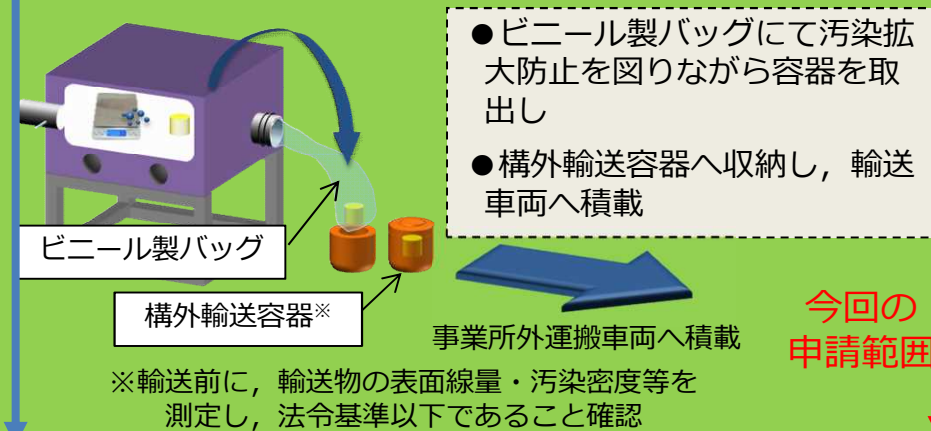 ●ビニール製バッグにて汚染拡
大防止を図りながら容器を取
出し
●構外輸送容器へ収納し，輸送
車両へ積載
ビニール製バッグ
構外輸送容器※
事業所外運搬車両へ積載
今回の
申請範囲
※輸送前に，輸送物の表面線量・汚染密度等を
測定し，法令基準以下であること確認